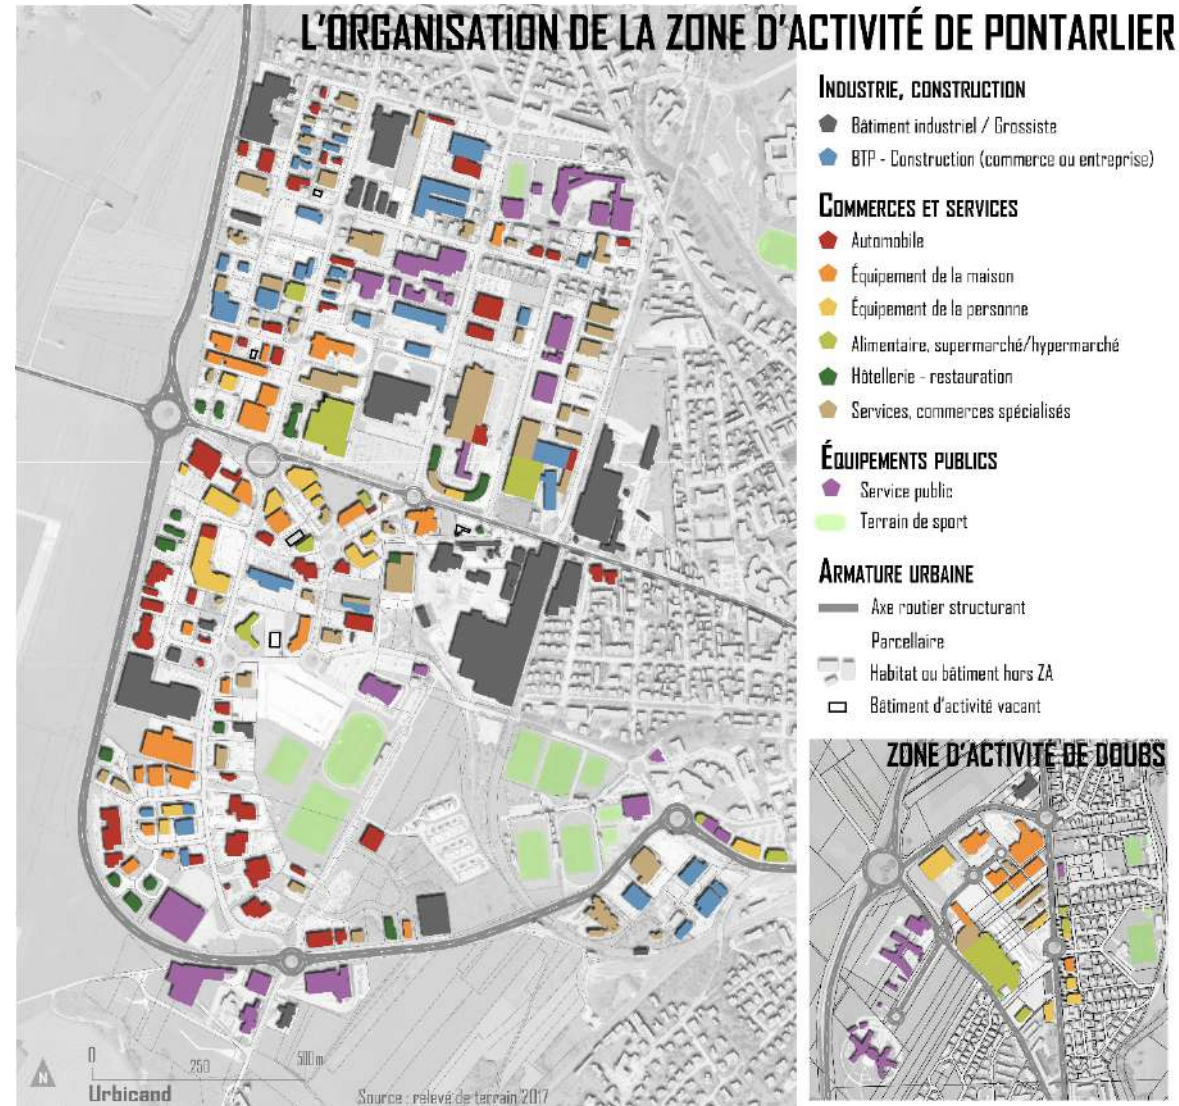 L'ORGANISATION DE LA ZONE D'ACTIVITÉ DE PONTARLIER
INDUSTRIE, CONSTRUCTION
Bâtiment industriel / Grossiste
BTP - Construction (commerce ou entreprise)
COMMERCES ET SERVICES
Automobile
Équipement de la maison
Équipement de la personne
Alimentaire, supermarché/hypermarché
Hôtellerie - restauration
Services, commerces spécialisés
ÉQUIPEMENTS PUBLICS
Service public
Terrain de sport
ARMATURE URBAINE
Axe routier structurant
Parcellaire
Habitat ou bâtiment hors ZA
Bâtiment d'activité vacant
ZONE D'ACTIVITÉ DE DOUBS
0
250
500 m
N
Urbicand
Source : relevé de terrain 2017